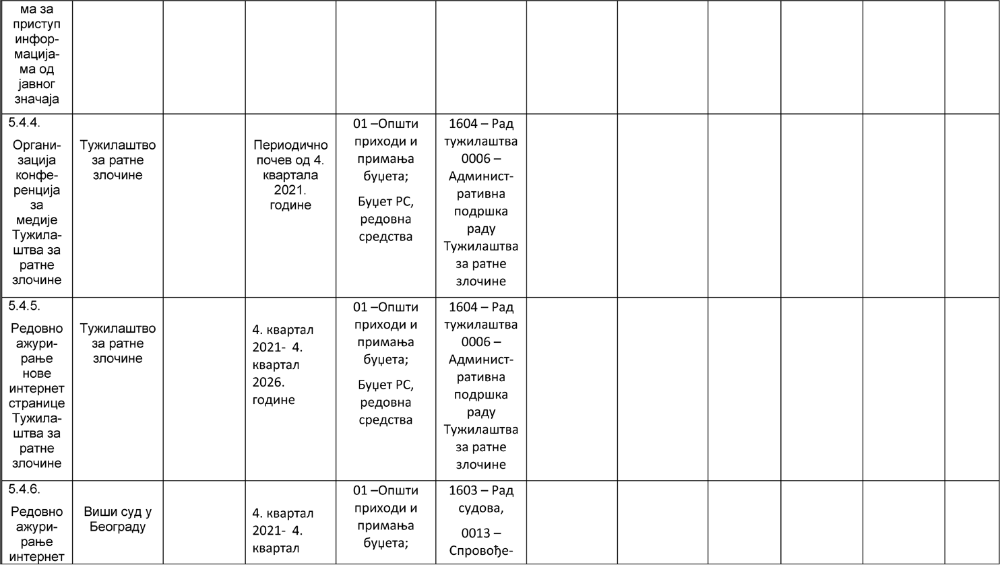 ма за
приступ
инфор-
мација-
ма од
јавног
значаја
5.4.4.
Органи-
зација
конфе-
ренција
за
медије
Тужила-
штва за
ратне
злочине
Тужилаштво
за ратне
злочине
Периодично
почев од 4.
квартала
2021.
године
01 –Општи
приходи и
примања
буџета;
Буџет РС,
редовна
средства
1604 – Рад
тужилаштва
0006 –
Админист-
ративна
подршка
раду
Тужилаштва
за ратне
злочине
5.4.5.
Редовно
ажури-
рање
нове
интернет
странице
Тужила-
штва за
ратне
злочине
Тужилаштво
за ратне
злочине
4. квартал
2021-  4.
квартал
2026.
године
01 –Општи
приходи и
примања
буџета;
Буџет РС,
редовна
средства
1604 – Рад
тужилаштва
0006 –
Админист-
ративна
подршка
раду
Тужилаштва
за ратне
злочине
5.4.6.
Редовно
ажури-
рање
интернет
Виши суд у
Београду
4. квартал
2021-  4.
квартал
01 –Општи
приходи и
примања
буџета;
1603 – Рад
судова,
0013 –
Спровође-